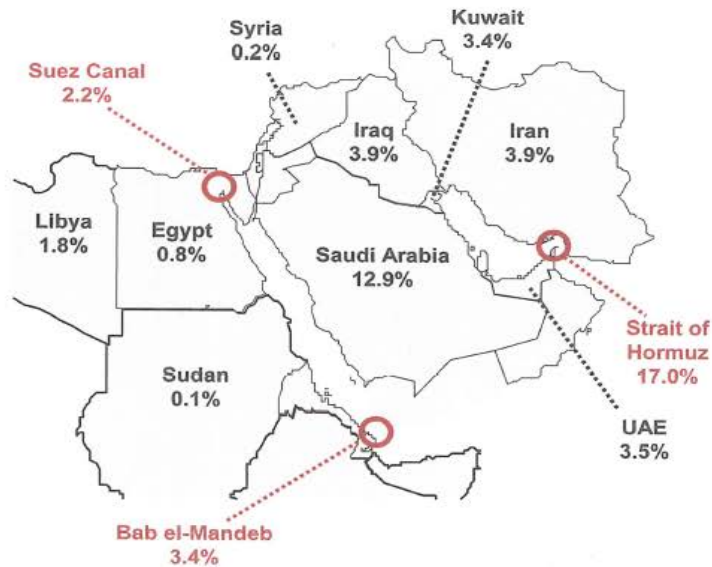 Kuwait
3.4%
Syria
0.2%
Suez Canal
2.2%
Iraq
3.9%
Iran
3.9%
Libya
1.8%
Egypt
0.8%
Saudi Arabia
12.9%
Strait of
Hormuz
17.0%
Sudan
0.1%
UAE
3.5%
Bab el-Mandeb
3.4%